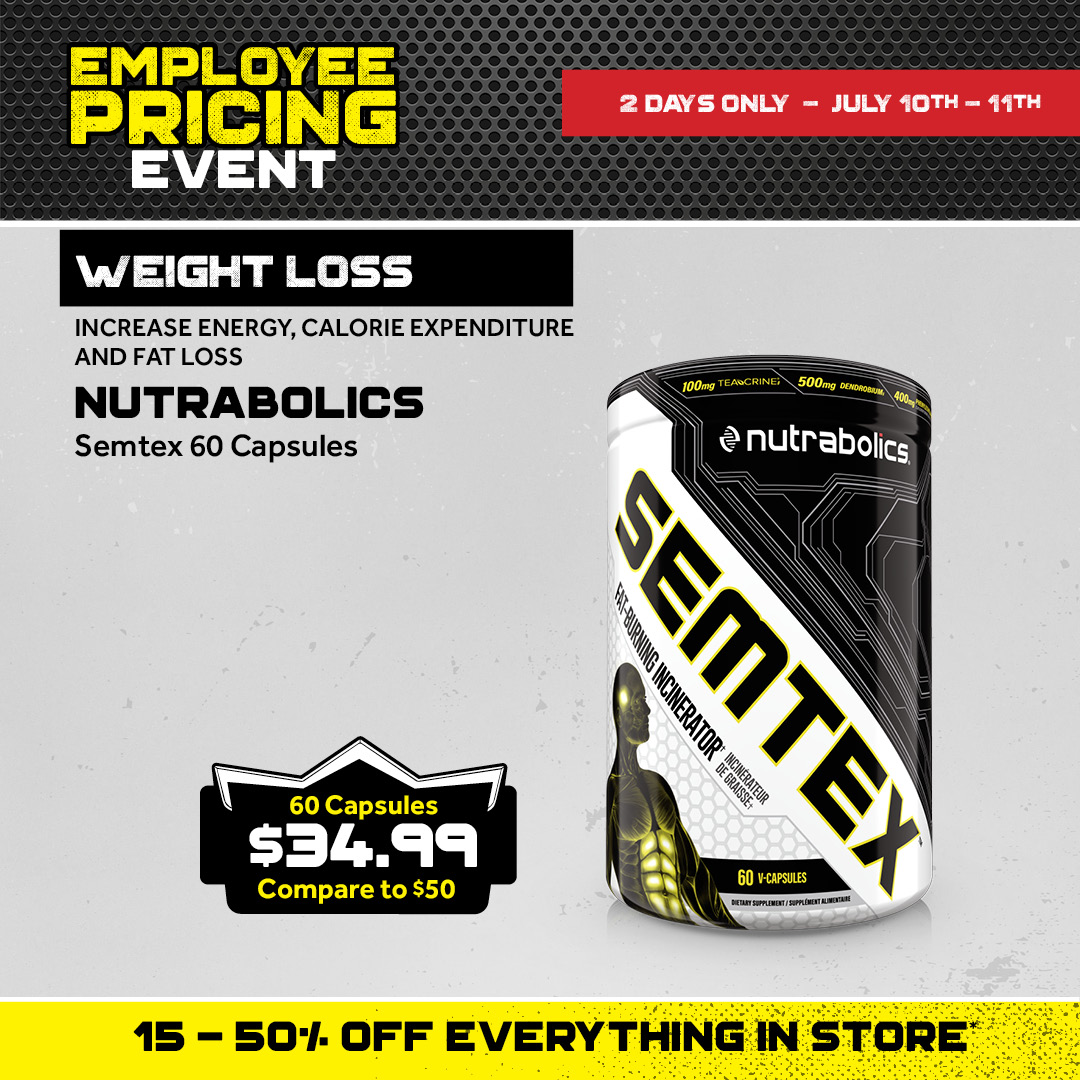 EMPLOYEE
PRICING
EVENT
2 DAYS ONLY – JULY 10TH – 11TH
WEIGHT LOSS
INCREASE ENERGY, CALORIE EXPENDITURE
AND FAT LOSS
NUTRABOLICS
Semtex 60 Capsules
100mg TEACRINE 500mg DENDROBIUM 400mg
nutrabolics
SEMTEX
FAT-BURNING INCINERATOR†
INCINÉRATEUR
DE GRAISSE†
60 V-CAPSULES
DIETARY SUPPLEMENT / SUPPLÉMENT ALIMENTAIRE
60 Capsules
$34.99
Compare to $50
15 – 50% OFF EVERYTHING IN STORE*